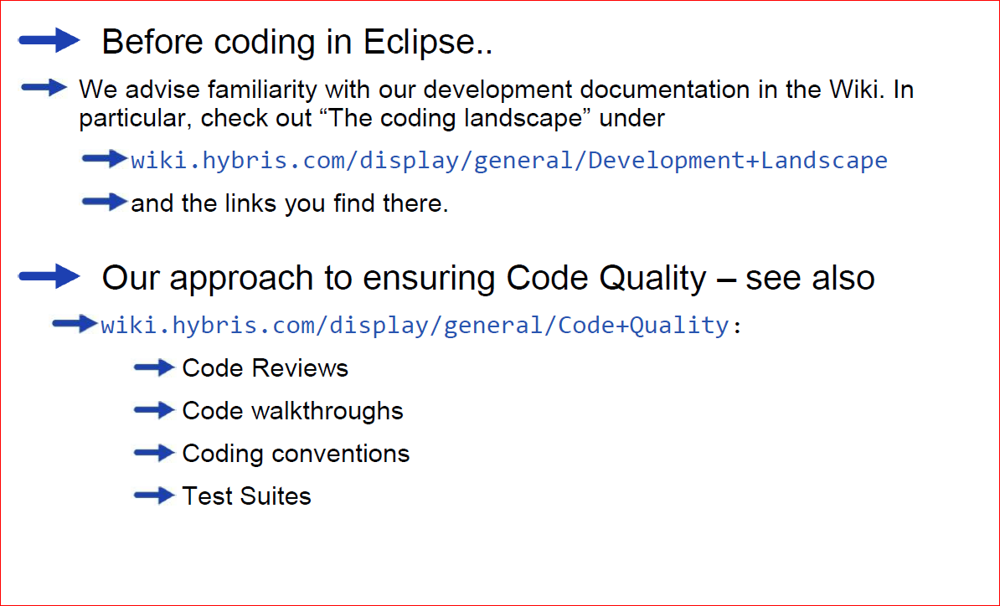 Before coding in Eclipse..
We advise familiarity with our development documentation in the Wiki. In
particular, check out “The coding landscape” under
wiki.hybris.com/display/general/Development+Landscape
and the links you find there.
Our approach to ensuring Code Quality – see also
wiki.hybris.com/display/general/Code+Quality:
Code Reviews
Code walkthroughs
Coding conventions
Test Suites